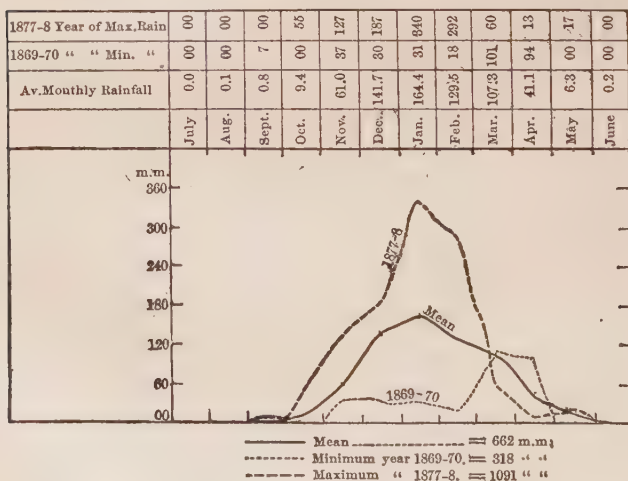 1877-8 Year of Max, Rain 00 00 00 55 127 187 340 292 60 13 17 00
1869-70 “ “ Min. “ 00 00 7 00 37 30 31 18 101 94 00 00
Av. Monthly Rainfall 0.0 0.1 0.8 9.4 61.0 141.7 164.4 129.5 107.3 41.1 6.3 0.2
July Aug. Sept. Oct. Nov. Dec. Jan. Feb. Mar. Apr. May June
m.m.
360
300
240
180
120
60
00
1877-8
Mean
1869-70
Mean = 662 m.m.
Minimum year 1869-70, = 318 “ “
Maximum “ 1877-8, = 1091 “ “